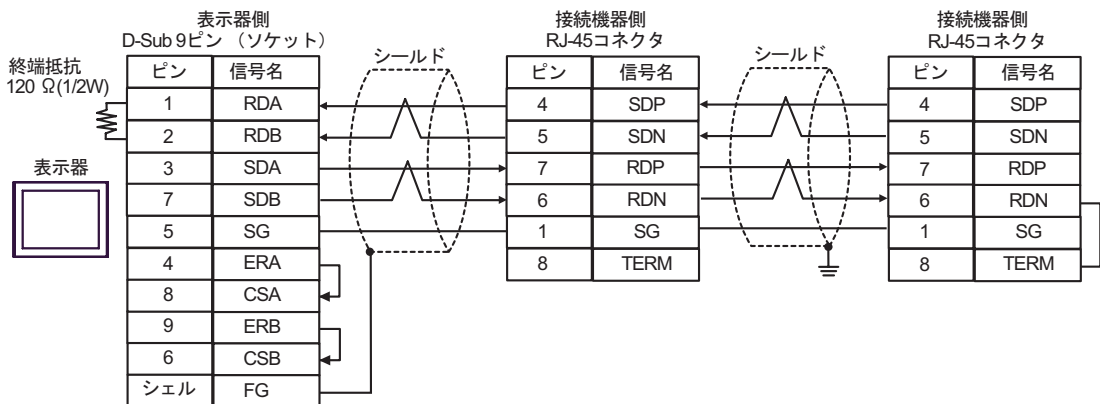 表示器側
D-Sub 9ピン （ソケット）
終端抵抗
120 Ω(1/2W)
表示器
ピン 信号名
1 RDA
2 RDB
3 SDA
7 SDB
5 SG
4 ERA
8 CSA
9 ERB
6 CSB
シェル FG
シールド
接続機器側
RJ-45コネクタ
ピン 信号名
4 SDP
5 SDN
7 RDP
6 RDN
1 SG
8 TERM
シールド
接続機器側
RJ-45コネクタ
ピン 信号名
4 SDP
5 SDN
7 RDP
6 RDN
1 SG
8 TERM